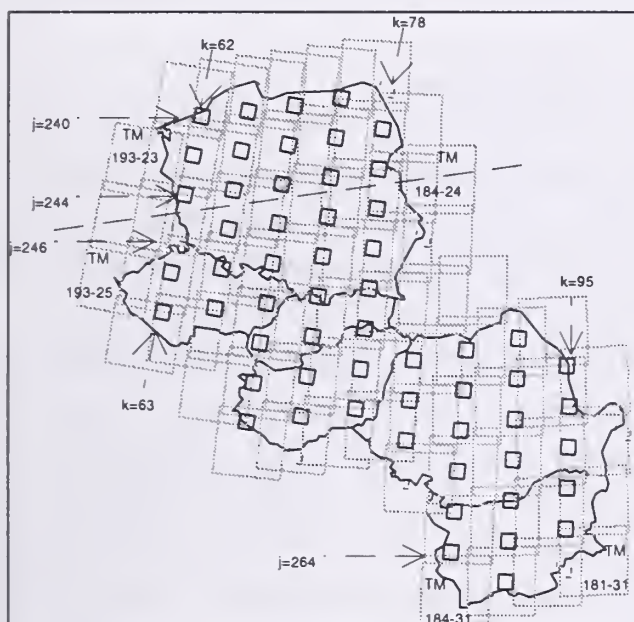 k=78
k=62
j=240
TM
193-23
TM
184-24
j=244
j=246
TM
193-25
k=95
k=63
j=264
TM
184-31
TM
181-31